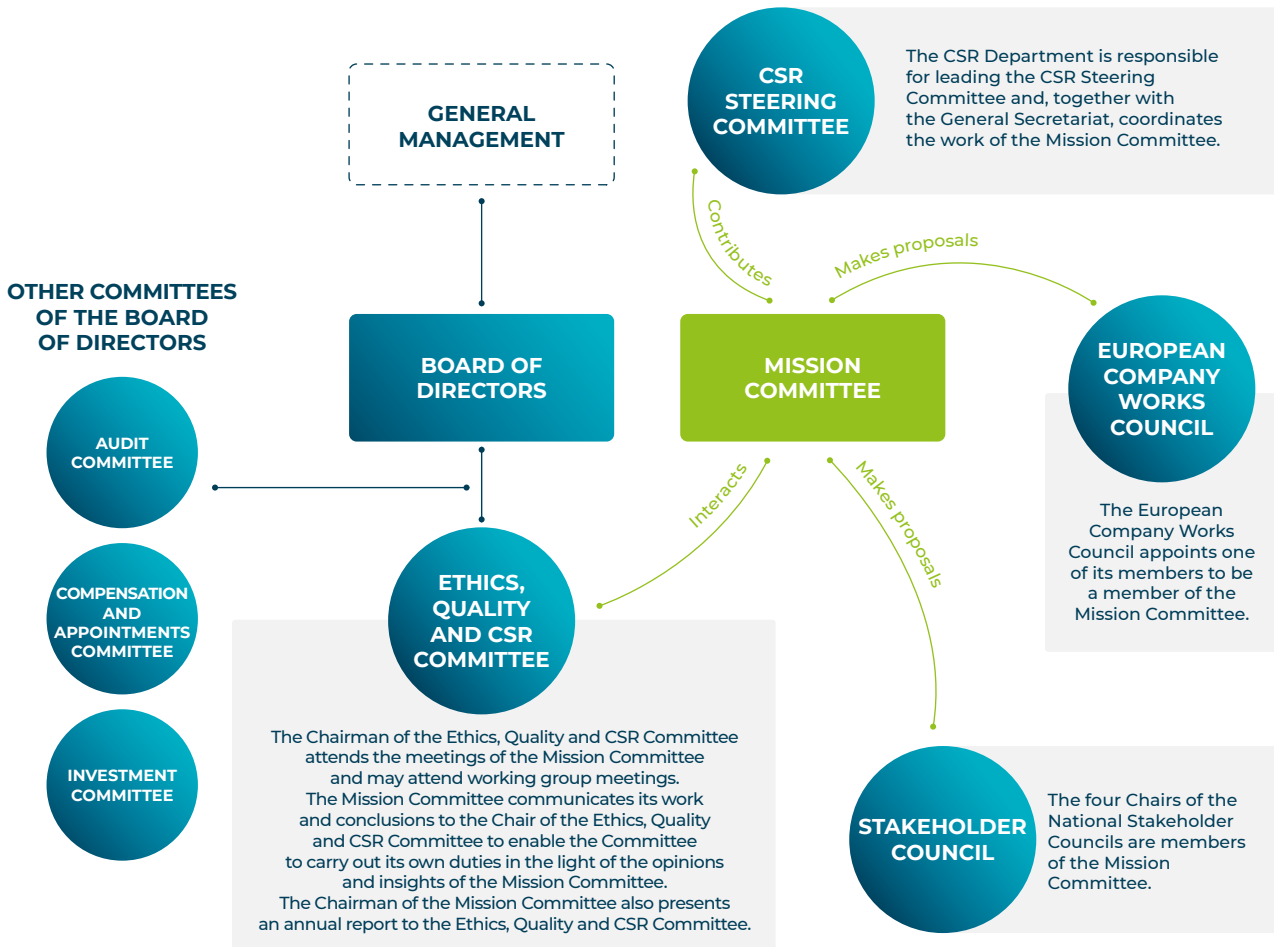 GENERAL
MANAGEMENT
CSR
STEERING
COMMITTEE
The CSR Department is responsible
for leading the CSR Steering
Committee and, together with
the General Secretariat, coordinates
the work of the Mission Committee.
Contributes
Makes proposals
OTHER COMMITTEES
OF THE BOARD
OF DIRECTORS
BOARD OF
DIRECTORS
MISSION
COMMITTEE
EUROPEAN
COMPANY
WORKS
COUNCIL
The European
Company Works
Council appoints one
of its members to be
a member of the
Mission Committee.
AUDIT
COMMITTEE
COMPENSATION
AND
APPOINTMENTS
COMMITTEE
INVESTMENT
COMMITTEE
Interacts
Makes proposals
ETHICS,
QUALITY
AND CSR
COMMITTEE
The Chairman of the Ethics, Quality and CSR Committee
attends the meetings of the Mission Committee
and may attend working group meetings.
The Mission Committee communicates its work
and conclusions to the Chair of the Ethics, Quality
and CSR Committee to enable the Committee
to carry out its own duties in the light of the opinions
and insights of the Mission Committee.
The Chairman of the Mission Committee also presents
an annual report to the Ethics, Quality and CSR Committee.
STAKEHOLDER
COUNCIL
The four Chairs of the
National Stakeholder
Councils are members
of the Mission
Committee.